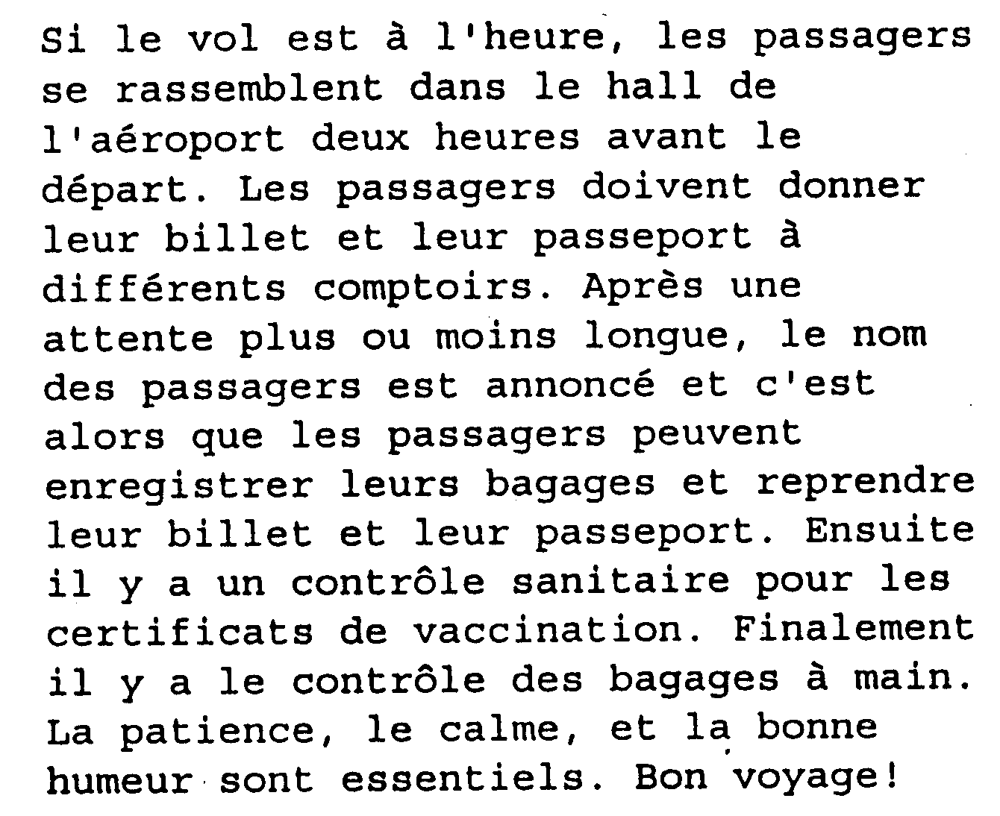 Si le vol est à l'heure, les passagers
se rassemblent dans le hall de
l'aéroport deux heures avant le
départ. Les passagers doivent donner
leur billet et leur passeport à
différents comptoirs. Après une
attente plus ou moins longue, le nom
des passagers est annoncé et c'est
alors que les passagers peuvent
enregistrer leurs bagages et reprendre
leur billet et leur passeport. Ensuite
il y a un contrôle sanitaire pour les
certificats de vaccination. Finalement
il y a le contrôle des bagages à main.
La patience, le calme, et la bonne
humeur sont essentiels. Bon voyage!